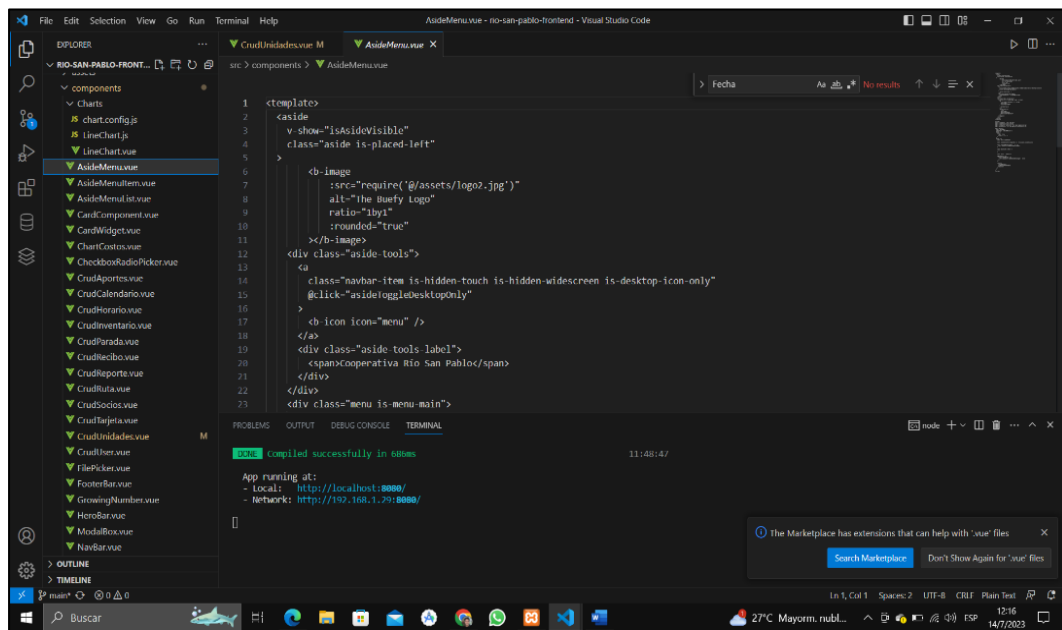 File Edit Selection View Go Run Terminal Help
AsideMenu.vue - rio-san-pablo-frontend - Visual Studio Code
EXPLORER
RIO-SAN-PABLO-FRONT...
components
Charts
JS chart.config.js
JS LineChart.js
LineChart.vue
AsideMenu.vue
AsideMenuItem.vue
AsideMenuList.vue
CardComponent.vue
CardWidget.vue
ChartCostos.vue
CheckboxRadioPicker.vue
CrudAportes.vue
CrudCalendario.vue
CrudHorario.vue
CrudInventario.vue
CrudParada.vue
CrudRecibo.vue
CrudReporte.vue
CrudRuta.vue
CrudSocios.vue
CrudTarjeta.vue
CrudUnidades.vue M
CrudUser.vue
FilePicker.vue
FooterBar.vue
GrowingNumber.vue
HeroBar.vue
ModalBox.vue
NavBar.vue
OUTLINE
TIMELINE
CrudUnidades.vue M AsideMenu.vue
src > components > AsideMenu.vue
Fecha Aa ab .* No results
1 <template>
2 <aside
3 v-show="isAsideVisible"
4 class="aside is-placed-left"
5 >
6 <b-image
7 :src="require('@/assets/logo2.jpg')"
8 alt="The Buefy Logo"
9 ratio="1by1"
10 :rounded="true"
11 ></b-image>
12 <div class="aside-tools">
13 <a
14 class="navbar-item is-hidden-touch is-hidden-widescreen is-desktop-icon-only"
15 @click="asideToggleDesktopOnly"
16 >
17 <b-icon icon="menu" />
18 </a>
19 <div class="aside-tools-label">
20 <span>Cooperativa Río San Pablo</span>
21 </div>
22 </div>
23 <div class="menu is-menu-main">
PROBLEMS OUTPUT DEBUG CONSOLE TERMINAL
node
DONE Compiled successfully in 686ms 11:48:47
App running at:
- Local: http://localhost:8080/
- Network: http://192.168.1.29:8080/
The Marketplace has extensions that can help with '.vue' files
Search Marketplace Don't Show Again for '.vue' files
main* 0 0 Ln 1, Col 1 Spaces: 2 UTF-8 CRLF Plain Text
Buscar
27°C Mayorm. nubl... ESP 12:16
14/7/2023